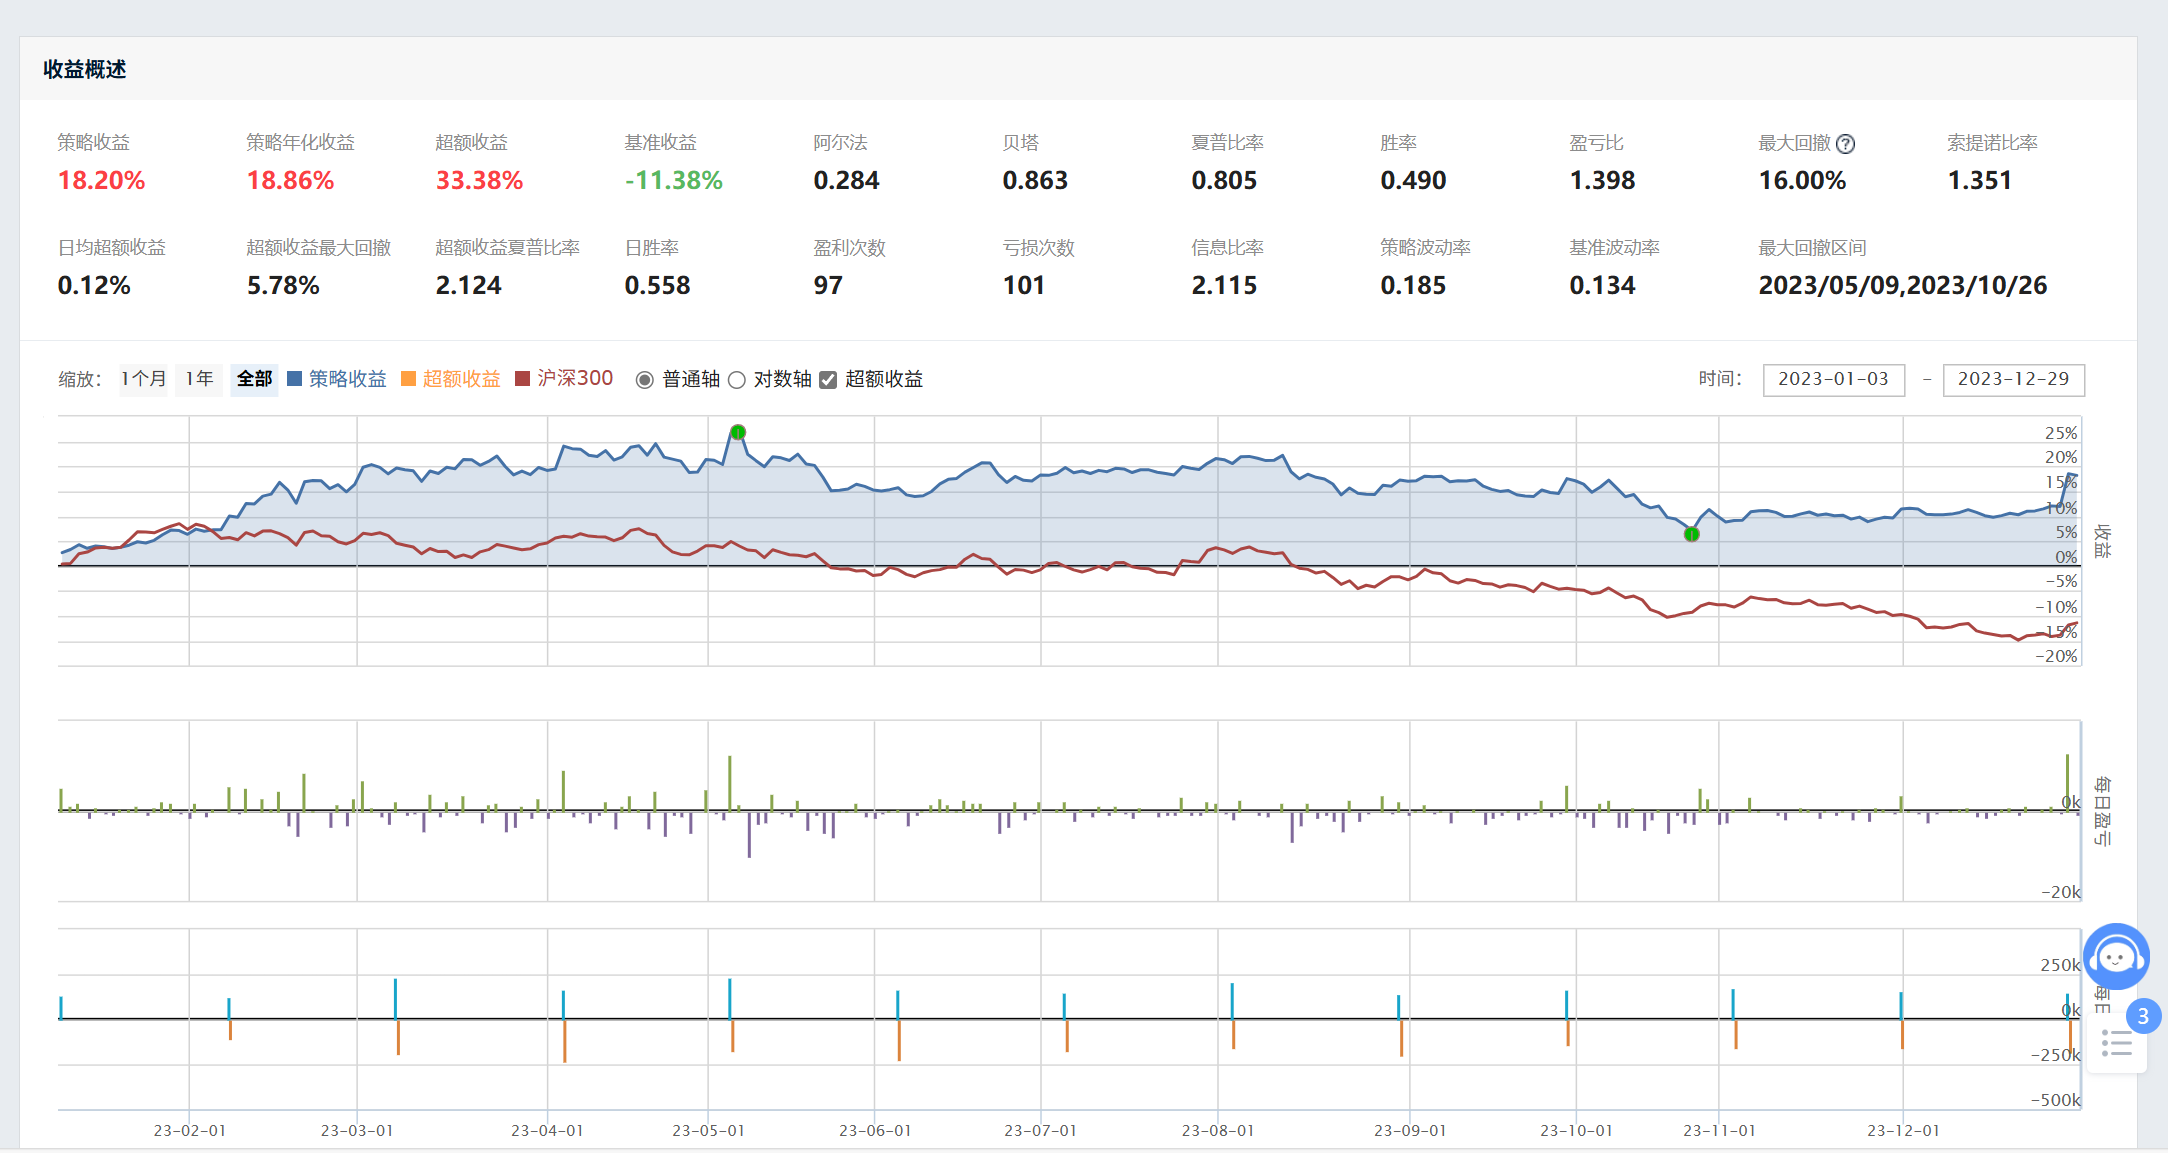 收益概述
策略收益 策略年化收益 超额收益 基准收益 阿尔法 贝塔 夏普比率 胜率 盈亏比 最大回撤 ? 索提诺比率
18.20% 18.86% 33.38% -11.38% 0.284 0.863 0.805 0.490 1.398 16.00% 1.351
日均超额收益 超额收益最大回撤 超额收益夏普比率 日胜率 盈利次数 亏损次数 信息比率 策略波动率 基准波动率 最大回撤区间
0.12% 5.78% 2.124 0.558 97 101 2.115 0.185 0.134 2023/05/09,2023/10/26
缩放： 1个月 1年 全部 策略收益 超额收益 沪深300 普通轴 对数轴 超额收益 时间： 2023-01-03 - 2023-12-29
25%
20%
15%
10%
5%
0%
-5%
-10%
-15%
-20%
收益
0k
-20k
每日盈亏
250k
0k
-250k
-500k
每日
3
23-02-01 23-03-01 23-04-01 23-05-01 23-06-01 23-07-01 23-08-01 23-09-01 23-10-01 23-11-01 23-12-01